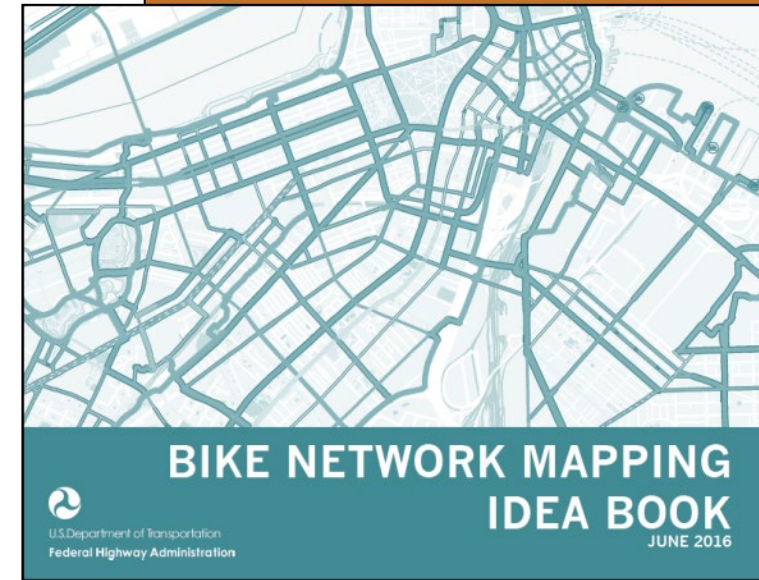 BIKE NETWORK MAPPING
IDEA BOOK
JUNE 2016
U.S.Department of Transportation
Federal Highway Administration